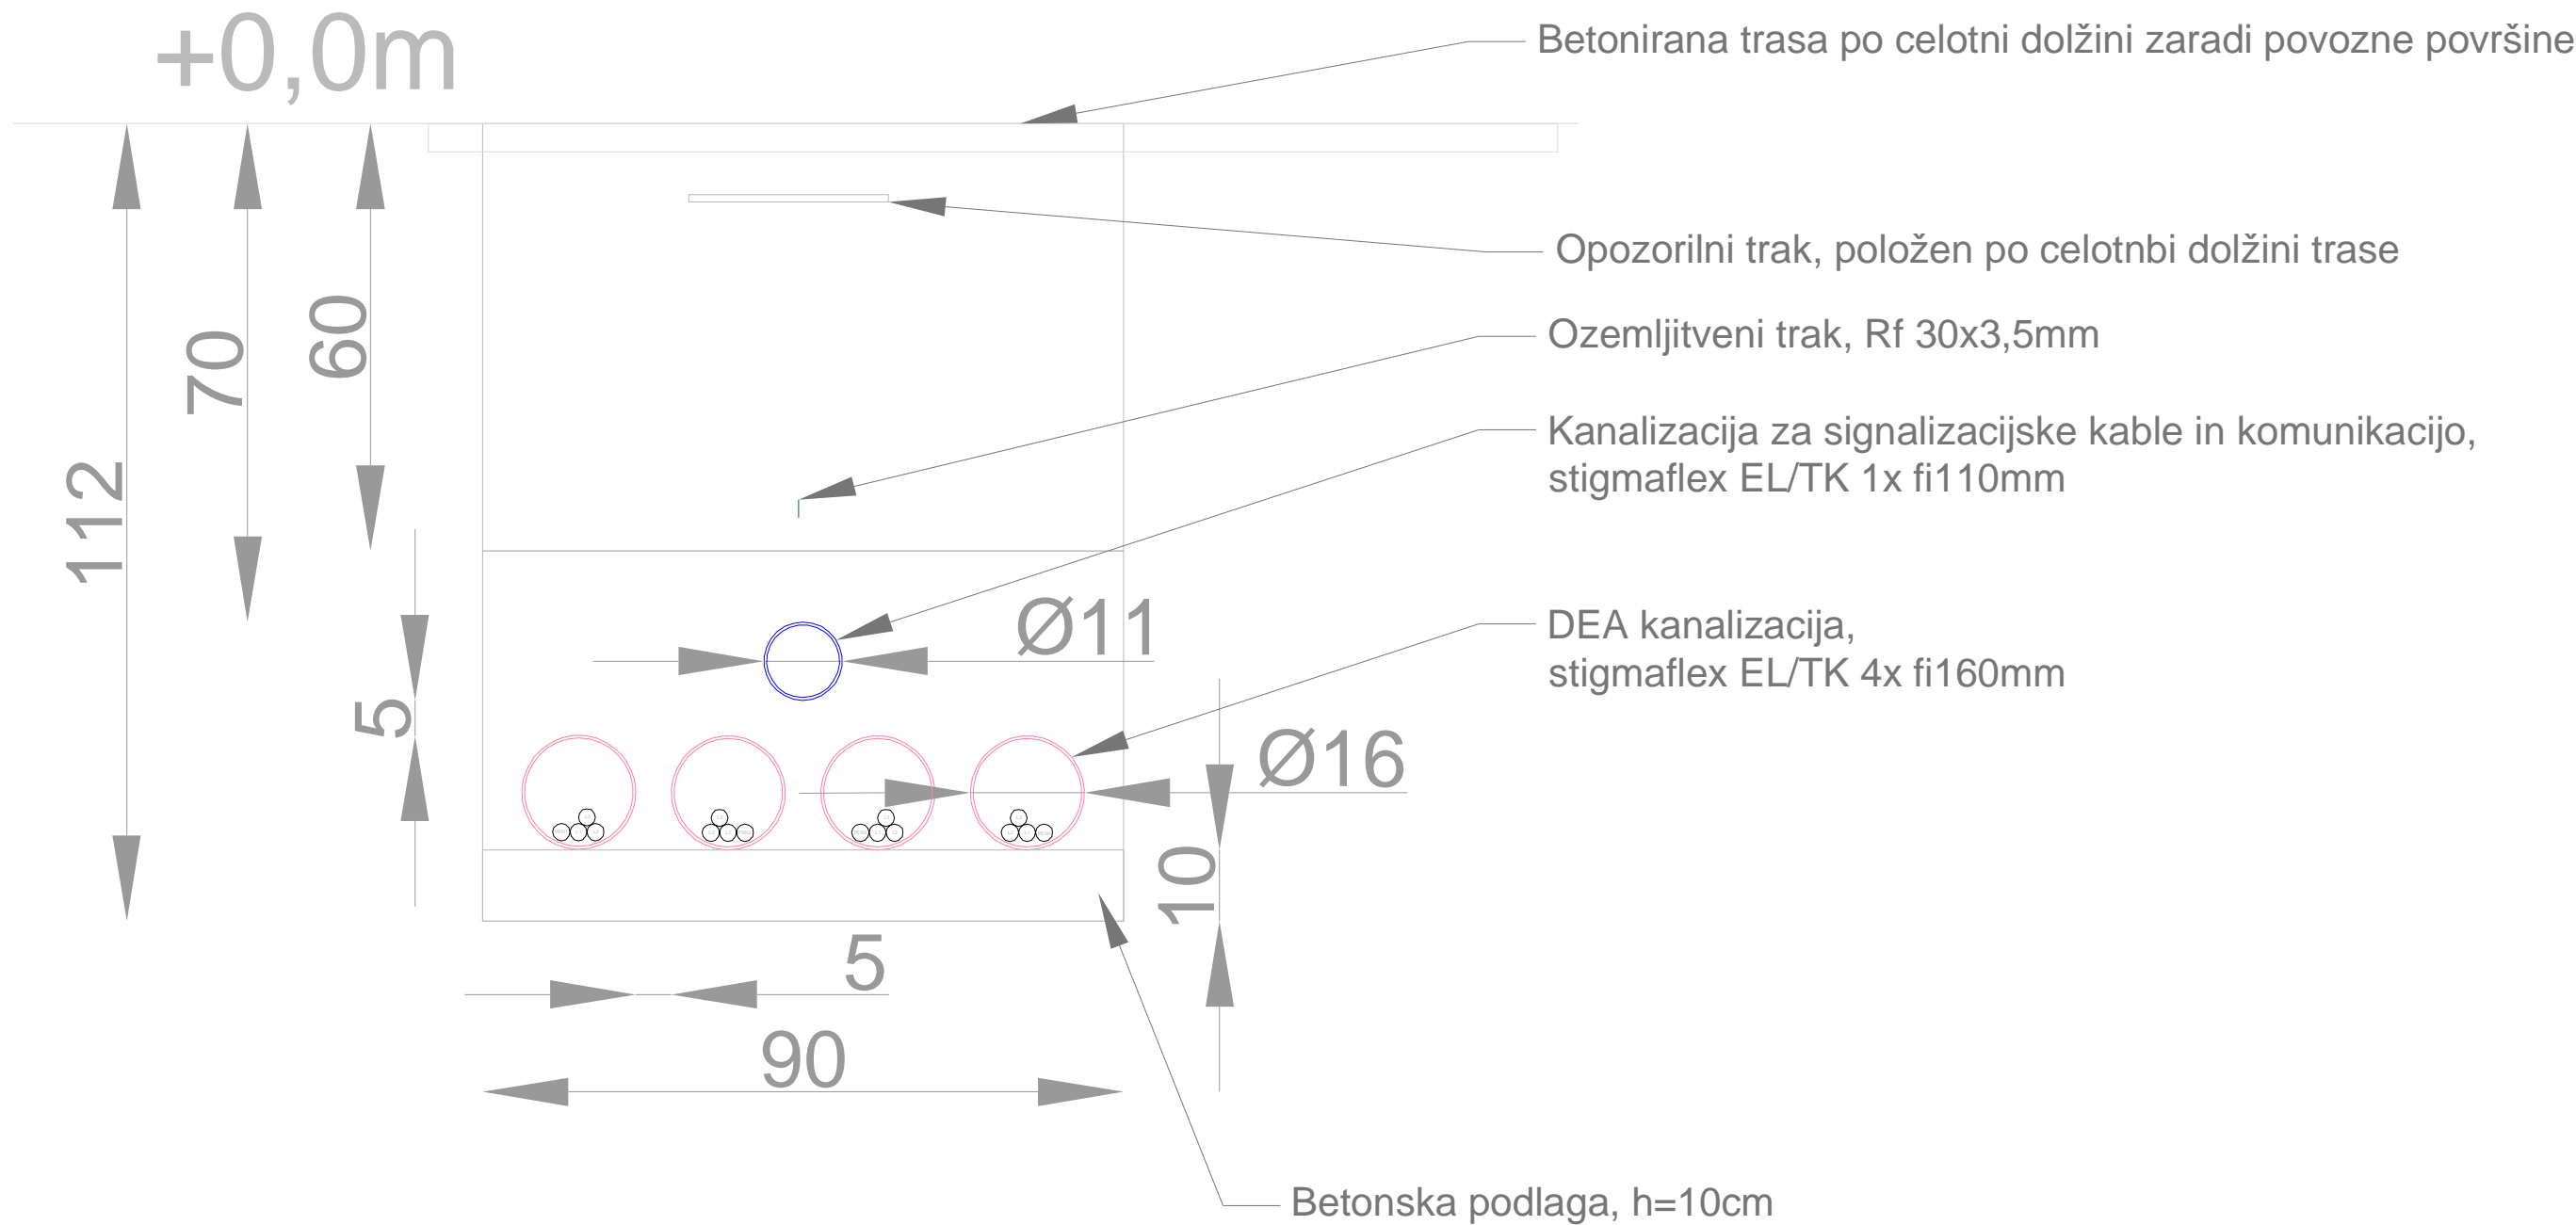 +0,0m
Betonirana trasa po celotni dolžini zaradi povozne površine
Opozorilni trak, položen po celotnbi dolžini trase
Ozemljitveni trak, Rf 30x3,5mm
Kanalizacija za signalizacijske kable in komunikacijo,
stigmaflex EL/TK 1x fi110mm
DEA kanalizacija,
stigmaflex EL/TK 4x fi160mm
112
70
60
5
Ø11
Ø16
10
5
90
Betonska podlaga, h=10cm